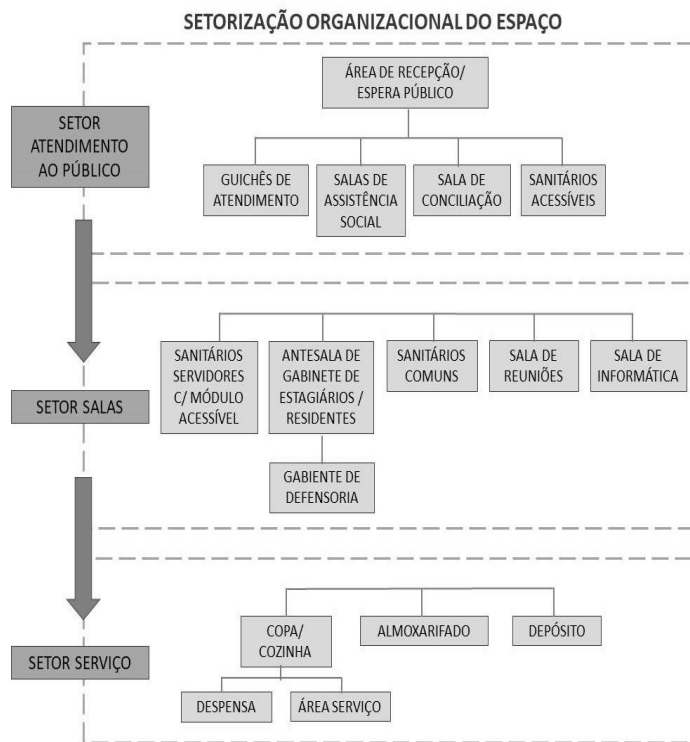 SETORIZAÇÃO ORGANIZACIONAL DO ESPAÇO
SETOR
ATENDIMENTO
AO PÚBLICO
ÁREA DE RECEPÇÃO/
ESPERA PÚBLICO
GUICHÊS DE
ATENDIMENTO
SALAS DE
ASSISTÊNCIA
SOCIAL
SALA DE
CONCILIAÇÃO
SANITÁRIOS
ACESSÍVEIS
SETOR SALAS
SANITÁRIOS
SERVIDORES
C/ MÓDULO
ACESSÍVEL
ANTESALA DE
GABINETE DE
ESTAGIÁRIOS /
RESIDENTES
SANITÁRIOS
COMUNS
SALA DE
REUNIÕES
SALA DE
INFORMÁTICA
GABIENTE DE
DEFENSORIA
SETOR SERVIÇO
COPA/
COZINHA
ALMOXARIFADO
DEPÓSITO
DESPENSA
ÁREA SERVIÇO